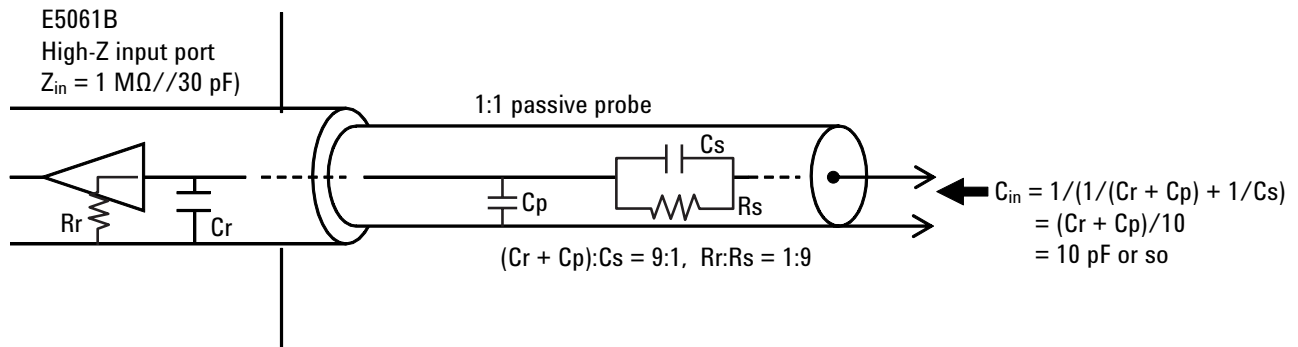 E5061B
High-Z input port
Zin = 1 MΩ//30 pF)
1:1 passive probe
Cs
Rs
Cp
Rr
Cr
Cin = 1/(1/(Cr + Cp) + 1/Cs)
= (Cr + Cp)/10
= 10 pF or so
(Cr + Cp):Cs = 9:1, Rr:Rs = 1:9